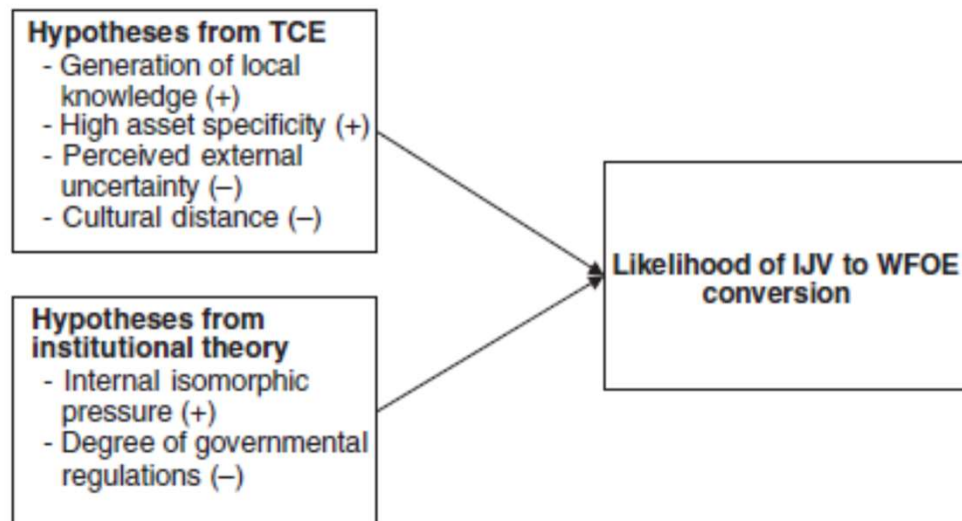 Hypotheses from TCE
- Generation of local
knowledge (+)
- High asset specificity (+)
- Perceived external
uncertainty (–)
- Cultural distance (–)
Hypotheses from
institutional theory
- Internal isomorphic
pressure (+)
- Degree of governmental
regulations (–)
Likelihood of IJV to WFOE
conversion